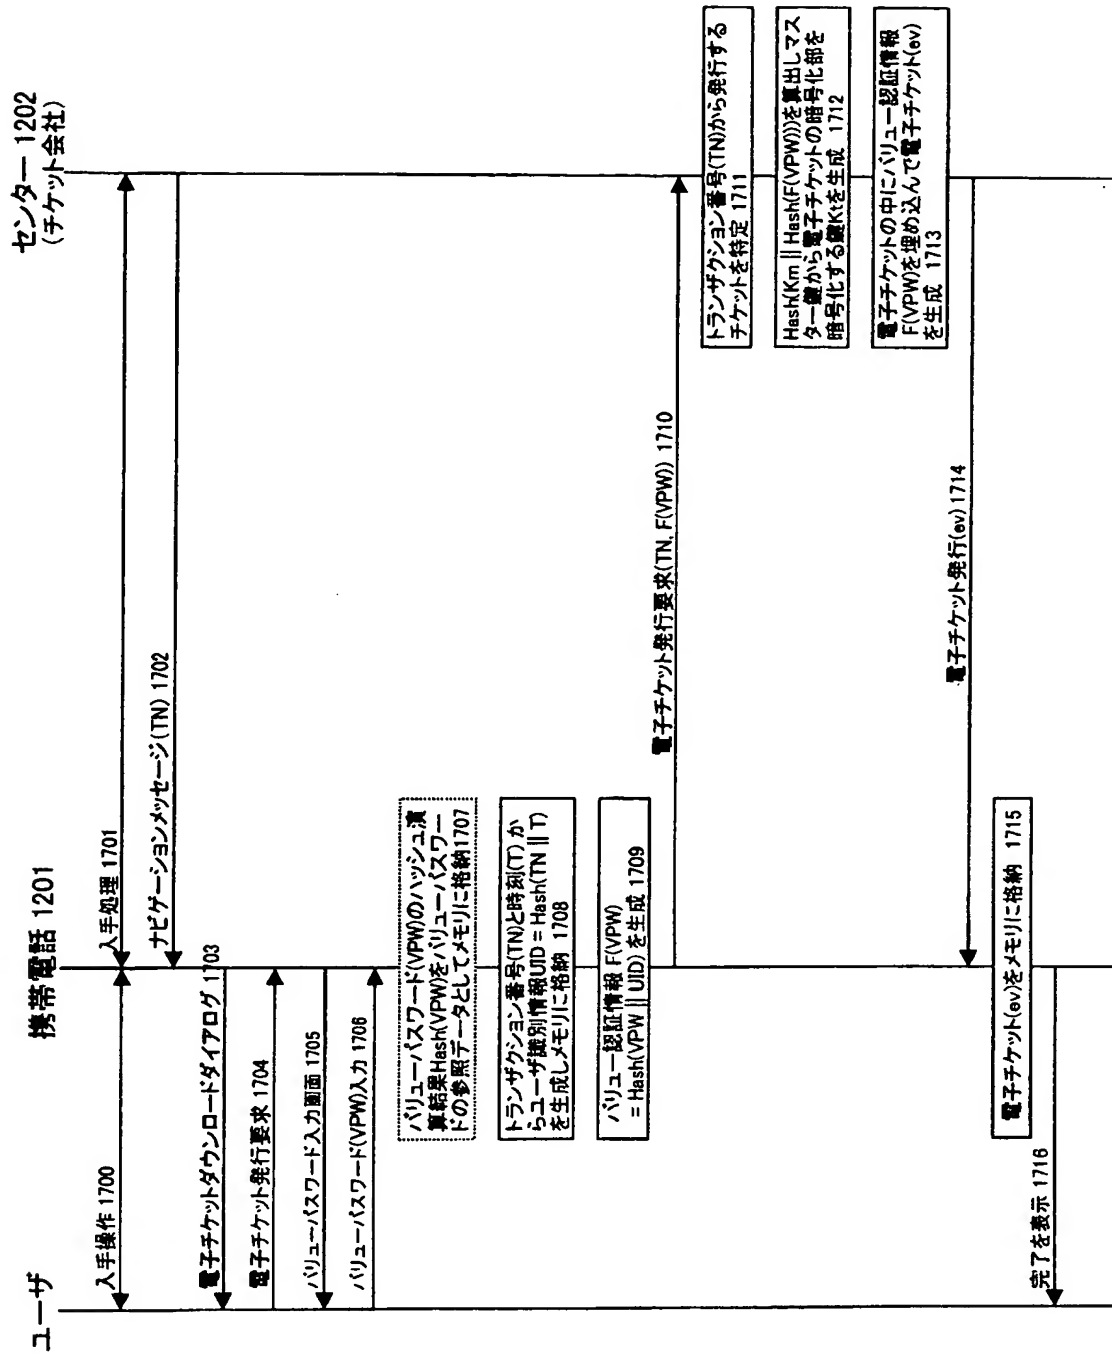 ユーザ
携帯電話 1201
センター 1202
(チケット会社)
入手操作 1700
入手処理 1701
ナビゲーションメッセージ(TN) 1702
電子チケットダウンロードダイアログ 1703
電子チケット発行要求 1704
バリューパスワード入力画面 1705
バリューパスワード(VPW)入力 1706
バリューパスワード(VPW)のハッシュ演
算結果Hash(VPW)をバリューパスワー
ドの参照データとしてメモリに格納1707
トランザクション番号(TN)と時刻(T)か
らユーザ識別情報UID = Hash(TN || T)
を生成しメモリに格納 1708
バリュー認証情報 F(VPW)
= Hash(VPW || UID) を生成 1709
電子チケット発行要求(TN, F(VPW)) 1710
トランザクション番号(TN)から発行する
チケットを特定 1711
Hash(Km || Hash(F(VPW)))を算出しマス
ター鍵から電子チケットの暗号化部を
暗号化する鍵Ktを生成 1712
電子チケットの中にバリュー認証情報
F(VPW)を埋め込んで電子チケット(ev)
を生成 1713
電子チケット発行(ev) 1714
電子チケット(ev)をメモリに格納 1715
完了を表示 1716